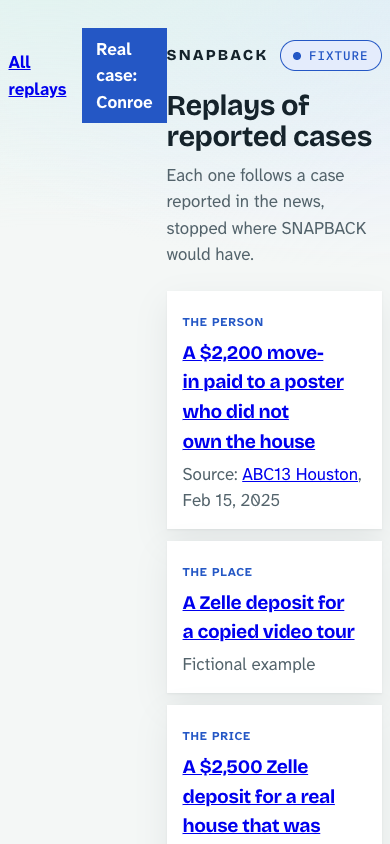 All
replays
Real
case:
Conroe
SNAPBACK
FIXTURE
Replays of
reported cases
Each one follows a case
reported in the news,
stopped where SNAPBACK
would have.
THE PERSON
A $2,200 move-
in paid to a poster
who did not
own the house
Source: ABC13 Houston,
Feb 15, 2025
THE PLACE
A Zelle deposit for
a copied video tour
Fictional example
THE PRICE
A $2,500 Zelle
deposit for a real
house that was